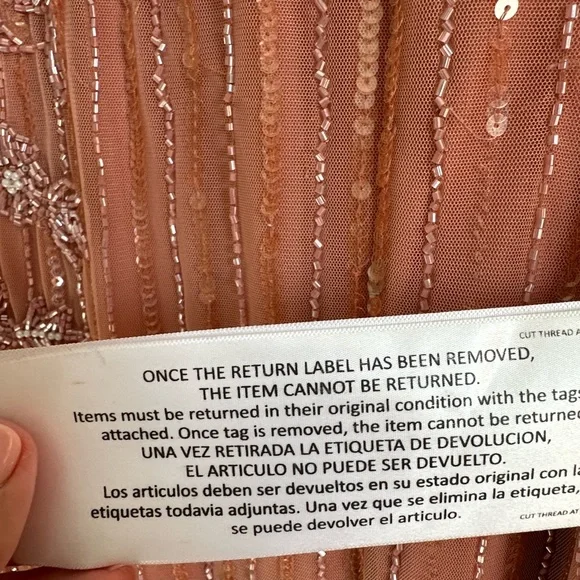 CUT THREAD A
ONCE THE RETURN LABEL HAS BEEN REMOVED,
THE ITEM CANNOT BE RETURNED.
Items must be returned in their original condition with the tags
attached. Once tag is removed, the item cannot be returned
UNA VEZ RETIRADA LA ETIQUETA DE DEVOLUCION,
EL ARTICULO NO PUEDE SER DEVUELTO.
Los articulos deben ser devueltos en su estado original con la
etiquetas todavia adjuntas. Una vez que se elimina la etiqueta,
se puede devolver el articulo.
CUT THREAD AT